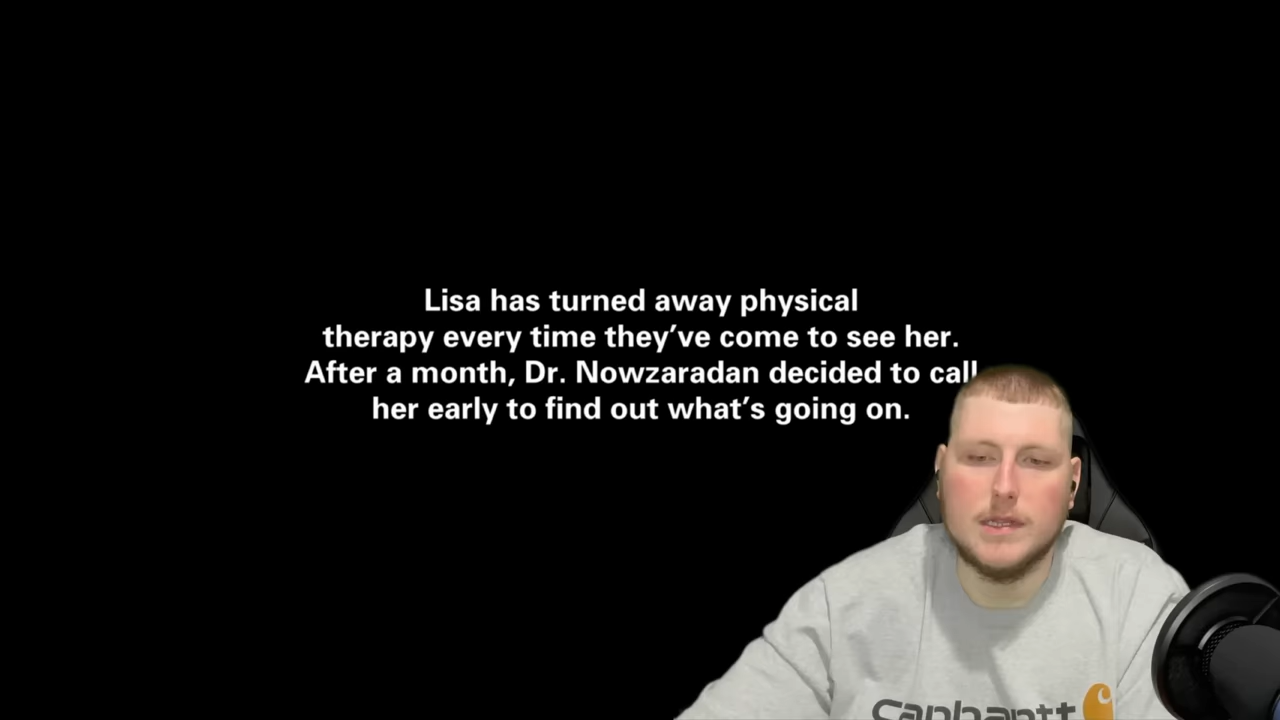 Lisa has turned away physical
therapy every time they've come to see her.
After a month, Dr. Nowzaradan decided to call
her early to find out what's going on.
carhartt